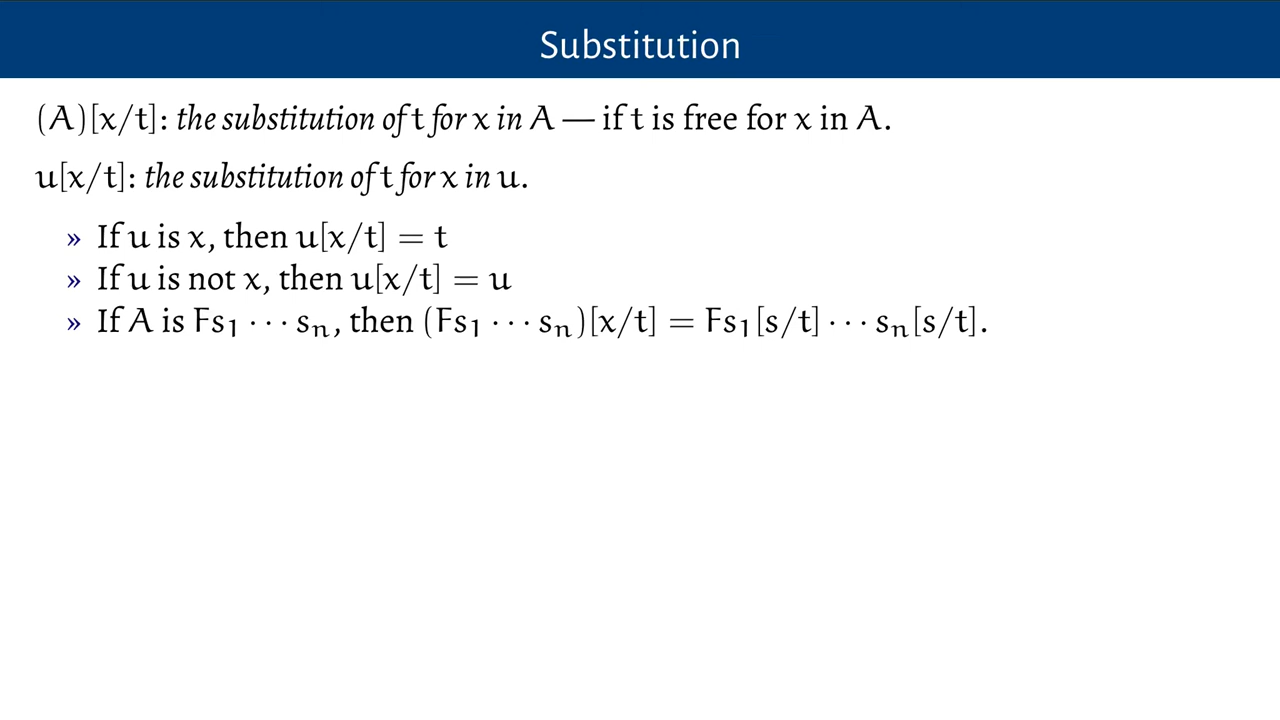 Substitution
(A)[x/t]: the substitution of t for x in A — if t is free for x in A.
u[x/t]: the substitution of t for x in u.
» If u is x, then u[x/t] = t
» If u is not x, then u[x/t] = u
» If A is Fs₁ ··· sₙ, then (Fs₁ ··· sₙ)[x/t] = Fs₁[s/t] ··· sₙ[s/t].